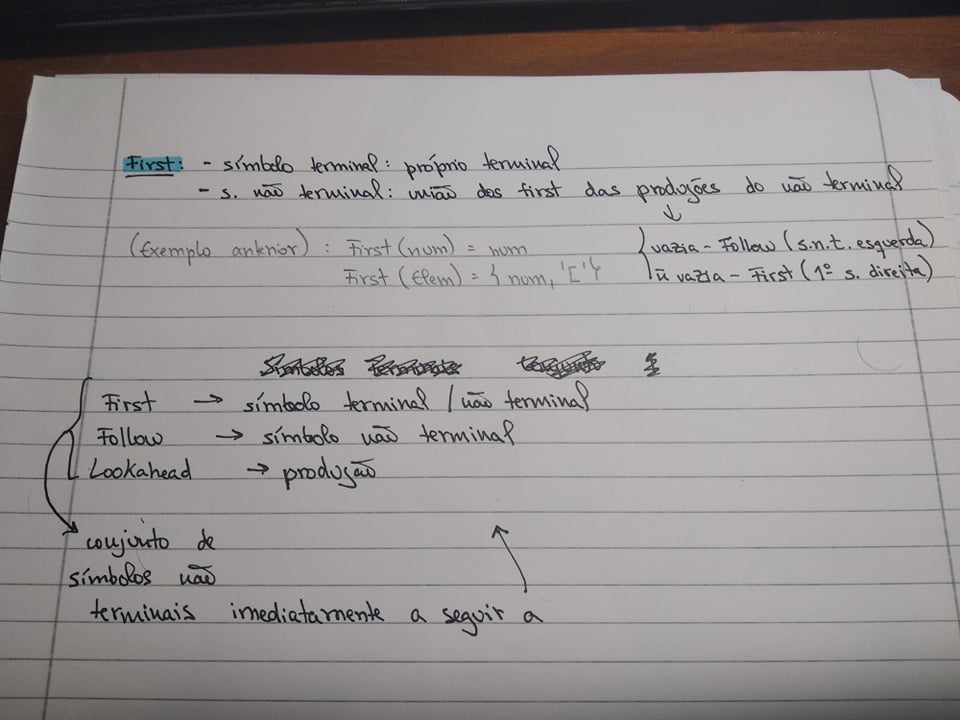 First: - símbolo terminal: próprio terminal
- s. não terminal: união dos first das produções do não terminal
(Exemplo anterior): First(num) = num
First(Elem) = { num, '['}
vazia - Follow (s.n.t. esquerda)
ñ vazia - First (1º s. direita)
First → símbolo terminal / não terminal
Follow → símbolo não terminal
Lookahead → produção
conjunto de
símbolos não
terminais imediatamente a seguir a